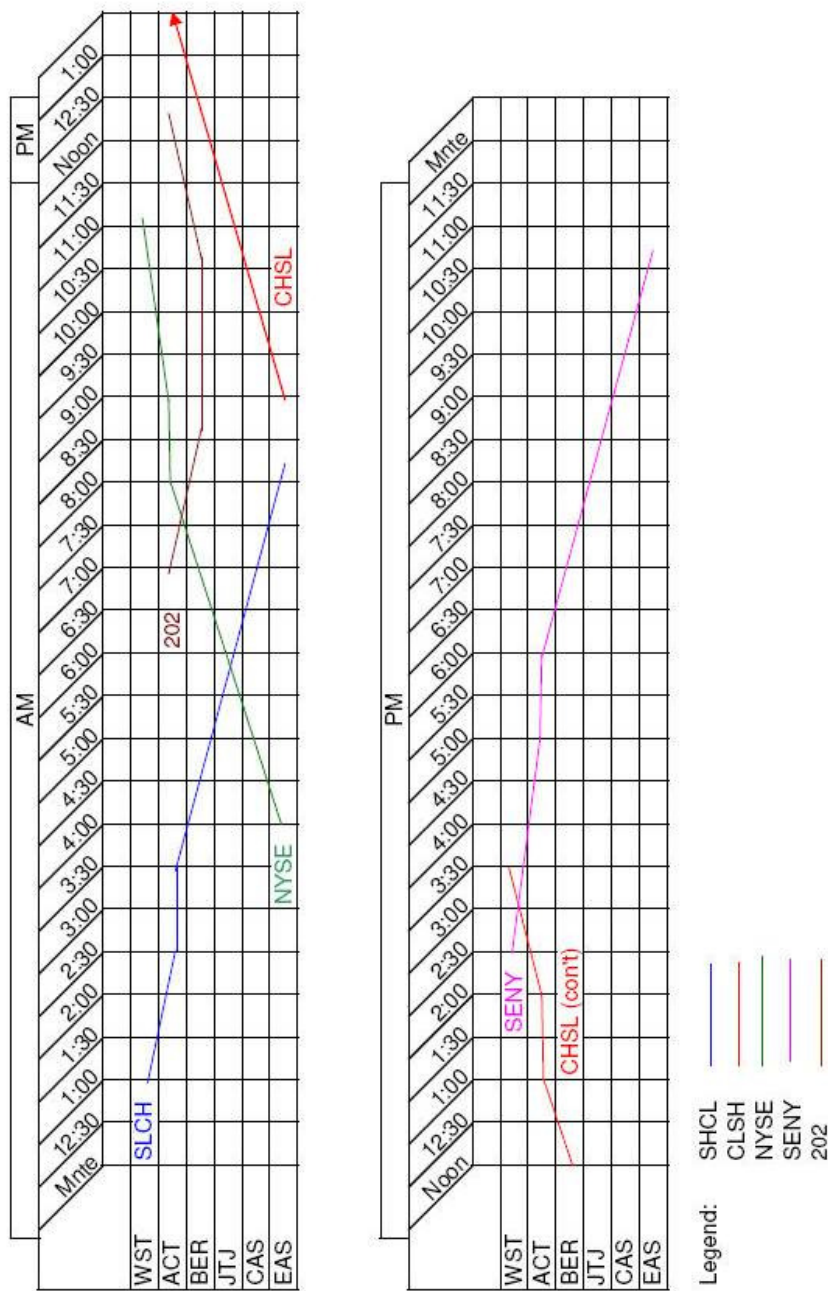 AM
PM
Mnte
12:30
1:00
1:30
2:00
2:30
3:00
3:30
4:00
4:30
5:00
5:30
6:00
6:30
7:00
7:30
8:00
8:30
9:00
9:30
10:00
10:30
11:00
11:30
Noon
12:30
1:00
WST
ACT
BER
JTJ
CAS
EAS
SLCH
NYSE
202
CHSL
PM
Noon
12:30
1:00
1:30
2:00
2:30
3:00
3:30
4:00
4:30
5:00
5:30
6:00
6:30
7:00
7:30
8:00
8:30
9:00
9:30
10:00
10:30
11:00
11:30
Mnte
WST
ACT
BER
JTJ
CAS
EAS
SENY
CHSL (con't)
Legend:
SHCL
CLSH
NYSE
SENY
202